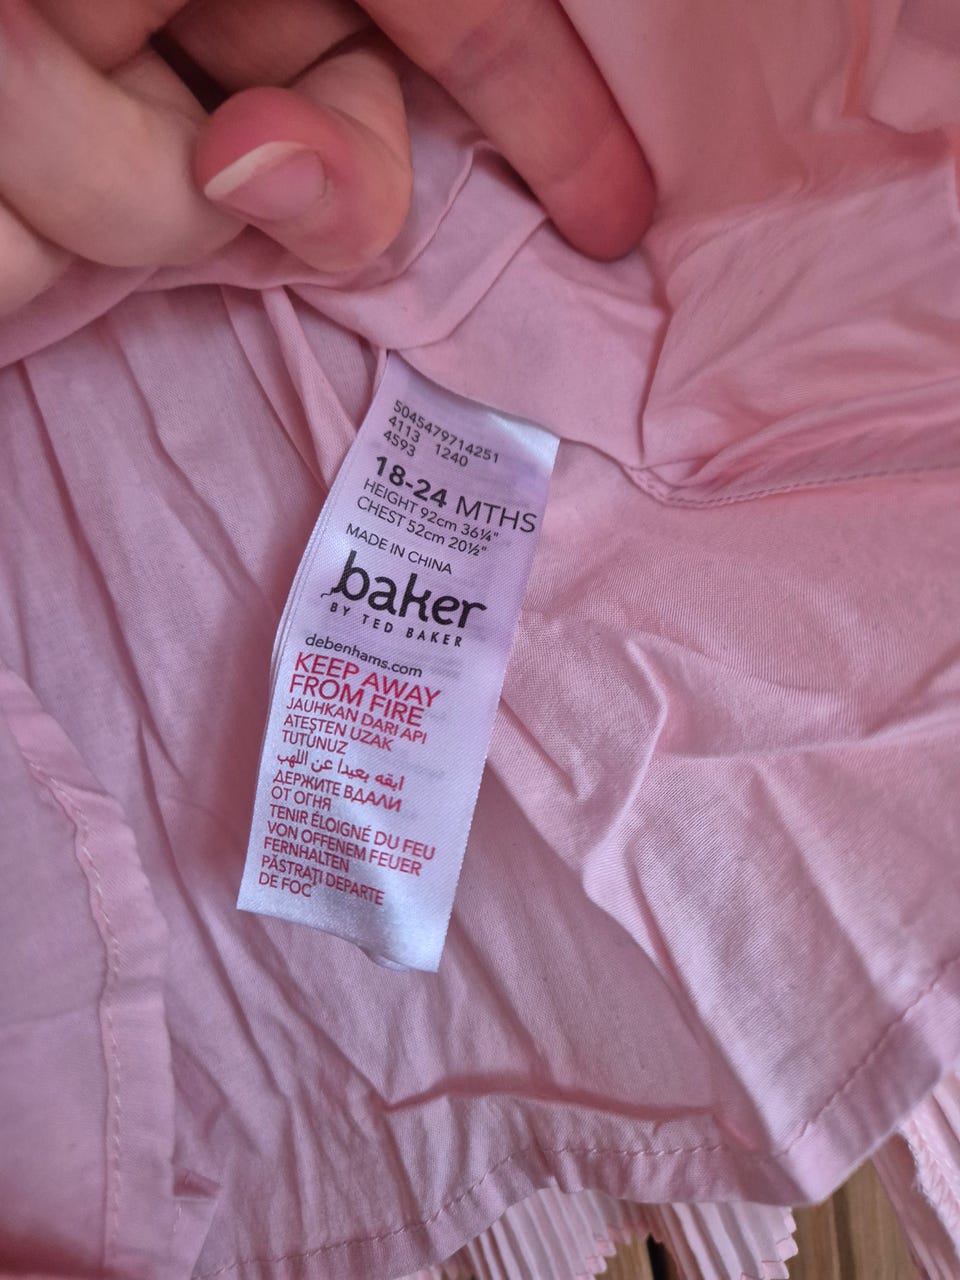 5045479714251
4113 1240
4593
18-24 MTHS
HEIGHT 92cm 36¼"
CHEST 52cm 20½"
MADE IN CHINA
baker
BY TED BAKER
debenhams.com
KEEP AWAY
FROM FIRE
JAUHKAN DARI API
ATEŞTEN UZAK
TUTUNUZ
ابقه بعيدا عن اللهب
ДЕРЖИТЕ ВДАЛИ
ОТ ОГНЯ
TENIR ÉLOIGNÉ DU FEU
VON OFFENEM FEUER
FERNHALTEN
PĂSTRAȚI DEPARTE
DE FOC